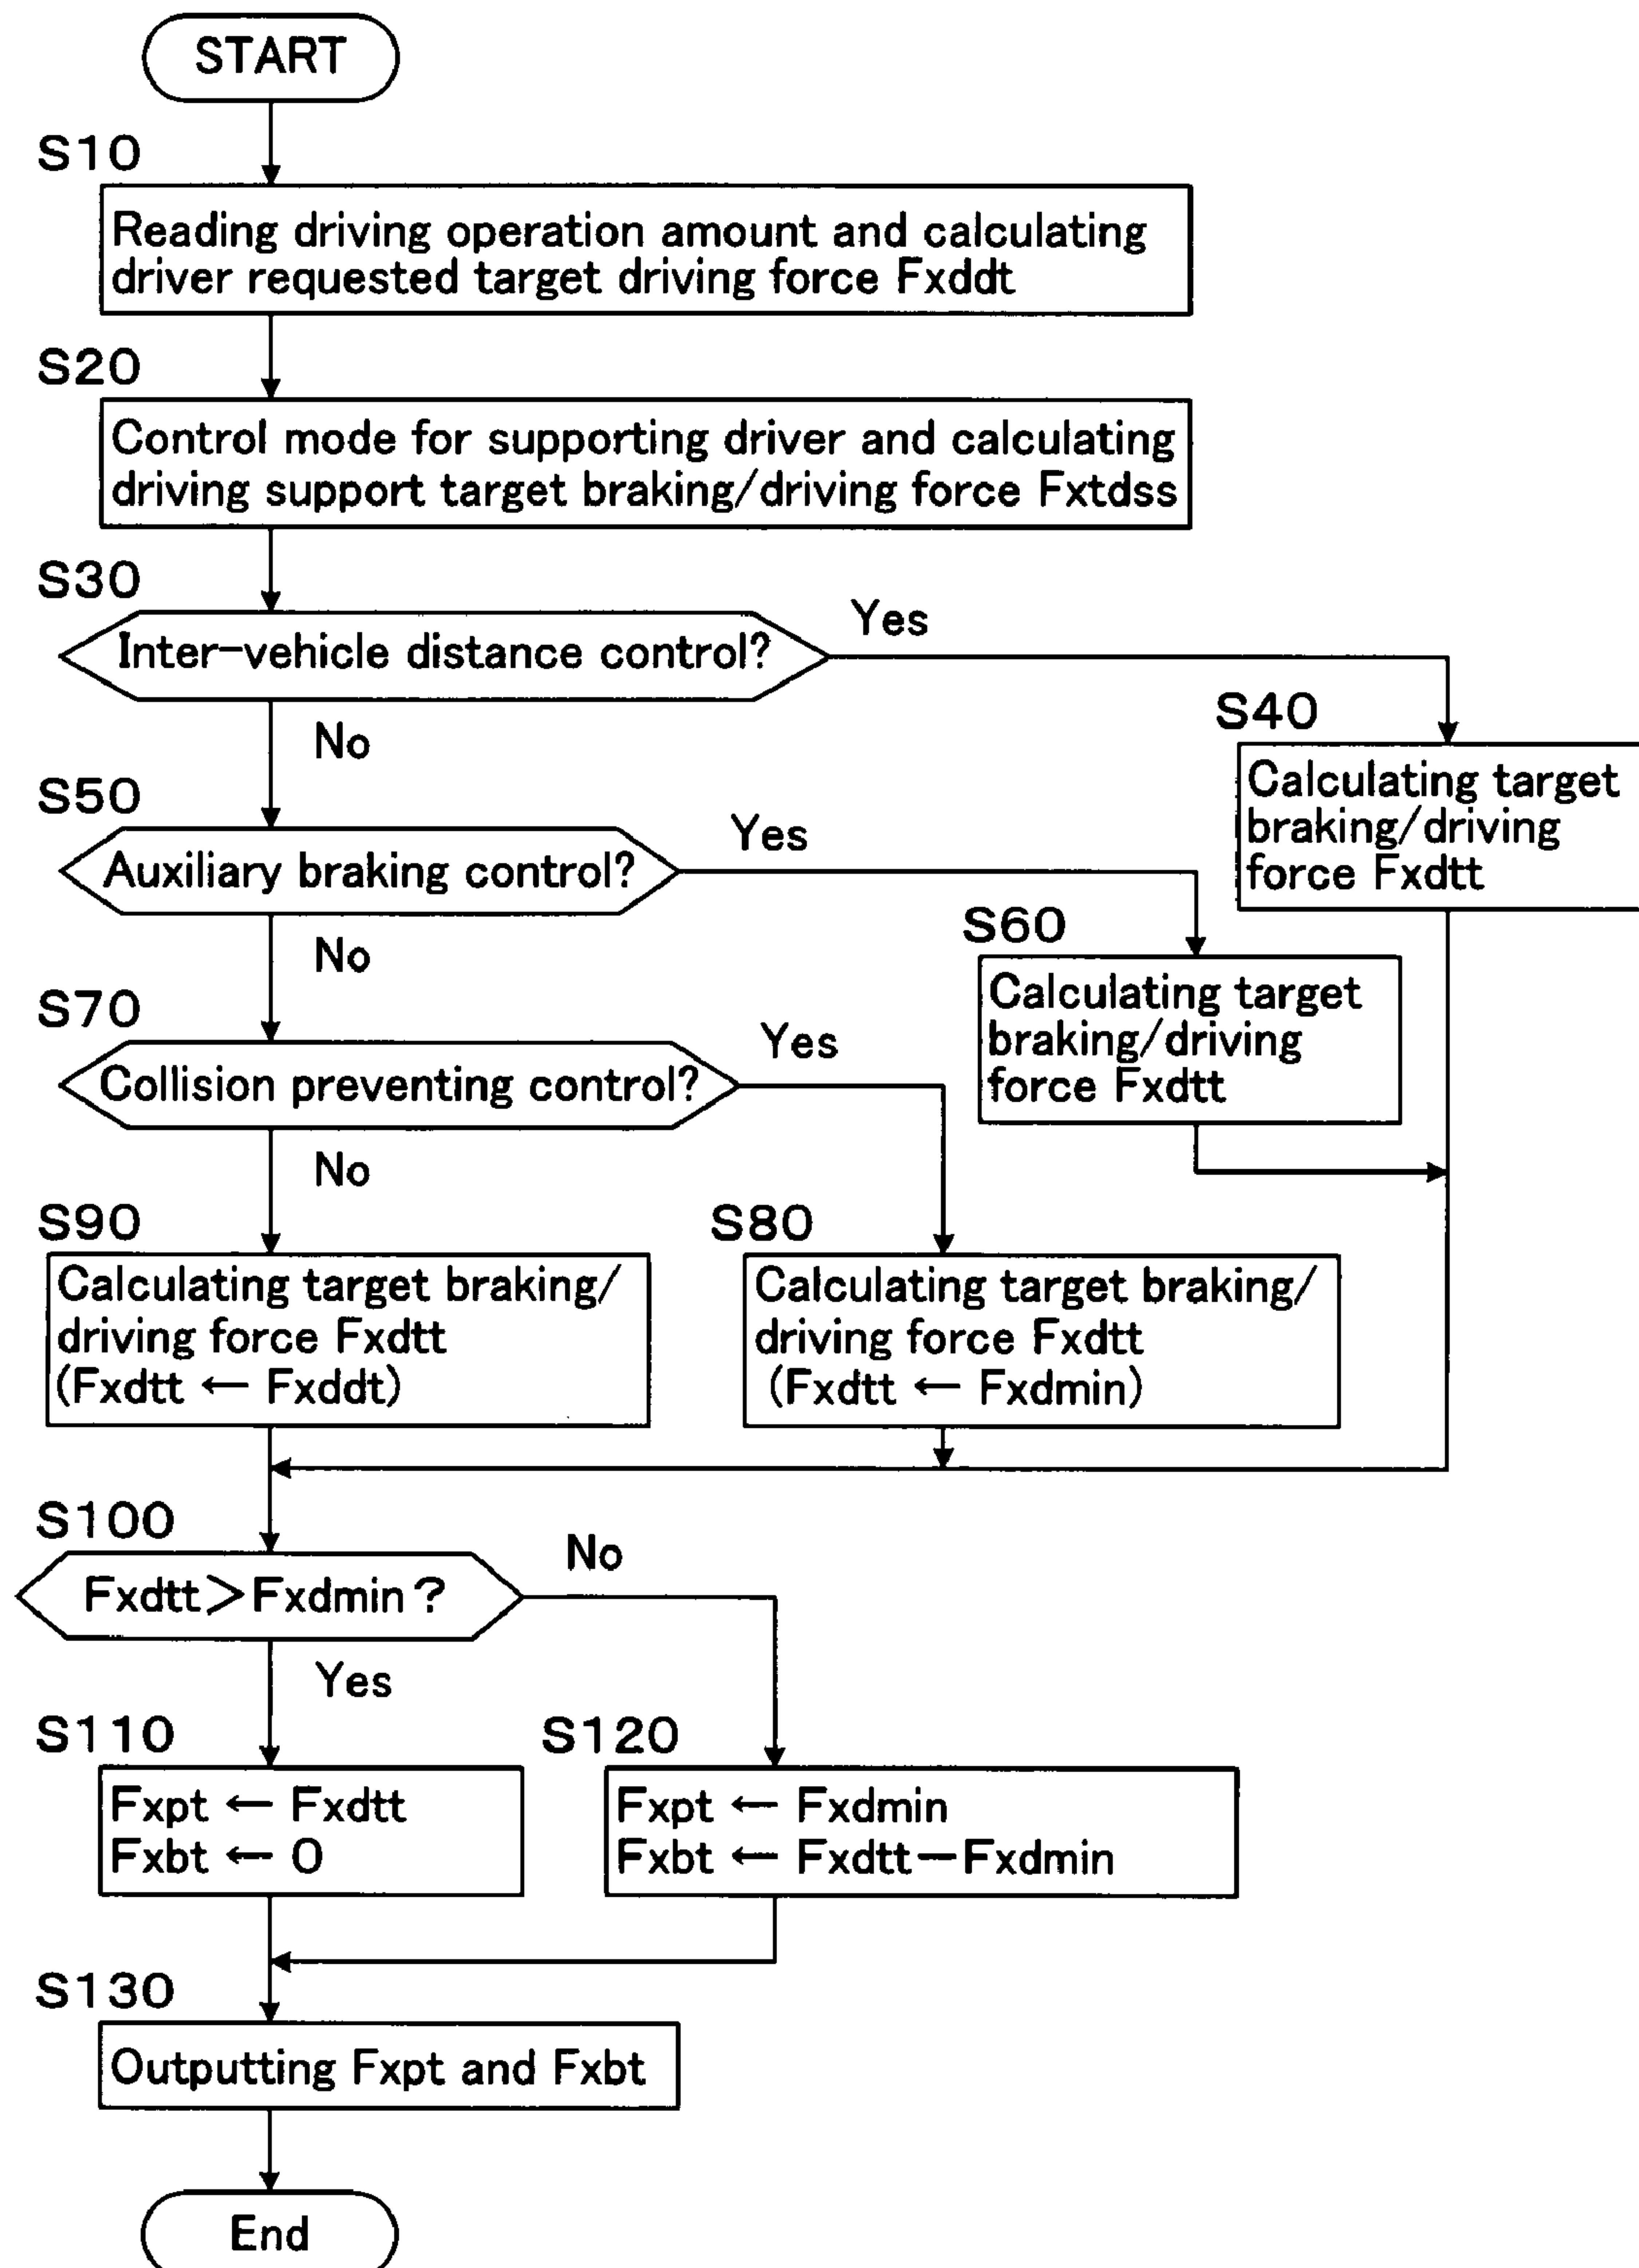 START
S10
Reading driving operation amount and calculating
driver requested target driving force Fxddt
S20
Control mode for supporting driver and calculating
driving support target braking/driving force Fxtdss
S30
Inter-vehicle distance control?
Yes
No
S40
Calculating target
braking/driving
force Fxdtt
S50
Auxiliary braking control?
Yes
No
S60
Calculating target
braking/driving
force Fxdtt
S70
Collision preventing control?
Yes
No
S90
Calculating target braking/
driving force Fxdtt
(Fxdtt ← Fxddt)
S80
Calculating target braking/
driving force Fxdtt
(Fxdtt ← Fxdmin)
S100
Fxdtt>Fxdmin?
No
Yes
S110
Fxpt ← Fxdtt
Fxbt ← 0
S120
Fxpt ← Fxdmin
Fxbt ← Fxdtt−Fxdmin
S130
Outputting Fxpt and Fxbt
End